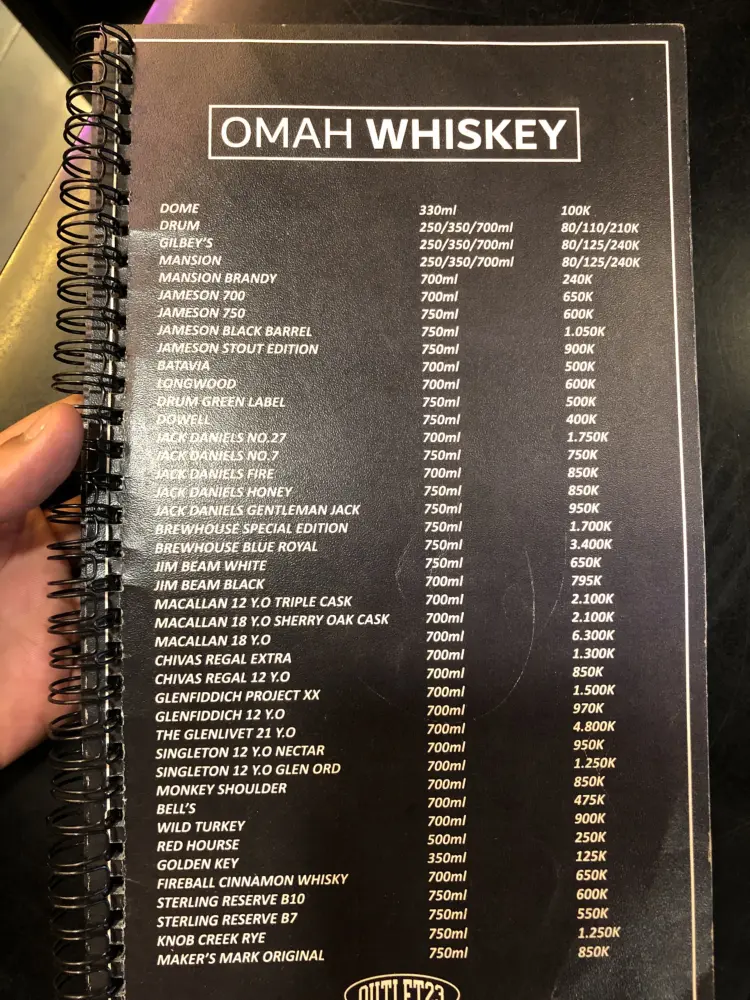 OMAH WHISKEY
DOME 330ml 100K
DRUM 250/350/700ml 80/110/210K
GILBEY'S 250/350/700ml 80/125/240K
MANSION 250/350/700ml 80/125/240K
MANSION BRANDY 700ml 240K
JAMESON 700 700ml 650K
JAMESON 750 750ml 600K
JAMESON BLACK BARREL 750ml 1.050K
JAMESON STOUT EDITION 750ml 900K
BATAVIA 700ml 500K
LONGWOOD 700ml 600K
DRUM GREEN LABEL 750ml 500K
DOWELL 750ml 400K
JACK DANIELS NO.27 700ml 1.750K
JACK DANIELS NO.7 750ml 750K
JACK DANIELS FIRE 700ml 850K
JACK DANIELS HONEY 750ml 850K
JACK DANIELS GENTLEMAN JACK 750ml 950K
BREWHOUSE SPECIAL EDITION 750ml 1.700K
BREWHOUSE BLUE ROYAL 750ml 3.400K
JIM BEAM WHITE 750ml 650K
JIM BEAM BLACK 700ml 795K
MACALLAN 12 Y.O TRIPLE CASK 700ml 2.100K
MACALLAN 18 Y.O SHERRY OAK CASK 700ml 2.100K
MACALLAN 18 Y.O 700ml 6.300K
CHIVAS REGAL EXTRA 700ml 1.300K
CHIVAS REGAL 12 Y.O 700ml 850K
GLENFIDDICH PROJECT XX 700ml 1.500K
GLENFIDDICH 12 Y.O 700ml 970K
THE GLENLIVET 21 Y.O 700ml 4.800K
SINGLETON 12 Y.O NECTAR 700ml 950K
SINGLETON 12 Y.O GLEN ORD 700ml 1.250K
MONKEY SHOULDER 700ml 850K
BELL'S 700ml 475K
WILD TURKEY 700ml 900K
RED HOURSE 500ml 250K
GOLDEN KEY 350ml 125K
FIREBALL CINNAMON WHISKY 700ml 650K
STERLING RESERVE B10 750ml 600K
STERLING RESERVE B7 750ml 550K
KNOB CREEK RYE 750ml 1.250K
MAKER'S MARK ORIGINAL 750ml 850K
OUTLET23